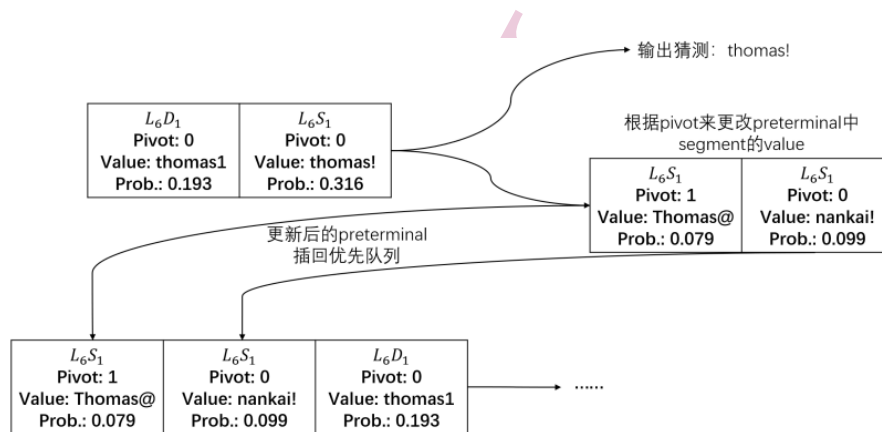 输出猜测：thomas!
L₆D₁
Pivot: 0
Value: thomas1
Prob.: 0.193
L₆S₁
Pivot: 0
Value: thomas!
Prob.: 0.316
根据pivot来更改preterminal中
segment的value
L₆S₁
Pivot: 1
Value: Thomas@
Prob.: 0.079
L₆S₁
Pivot: 0
Value: nankai!
Prob.: 0.099
更新后的preterminal
插回优先队列
L₆S₁
Pivot: 1
Value: Thomas@
Prob.: 0.079
L₆S₁
Pivot: 0
Value: nankai!
Prob.: 0.099
L₆D₁
Pivot: 0
Value: thomas1
Prob.: 0.193
······